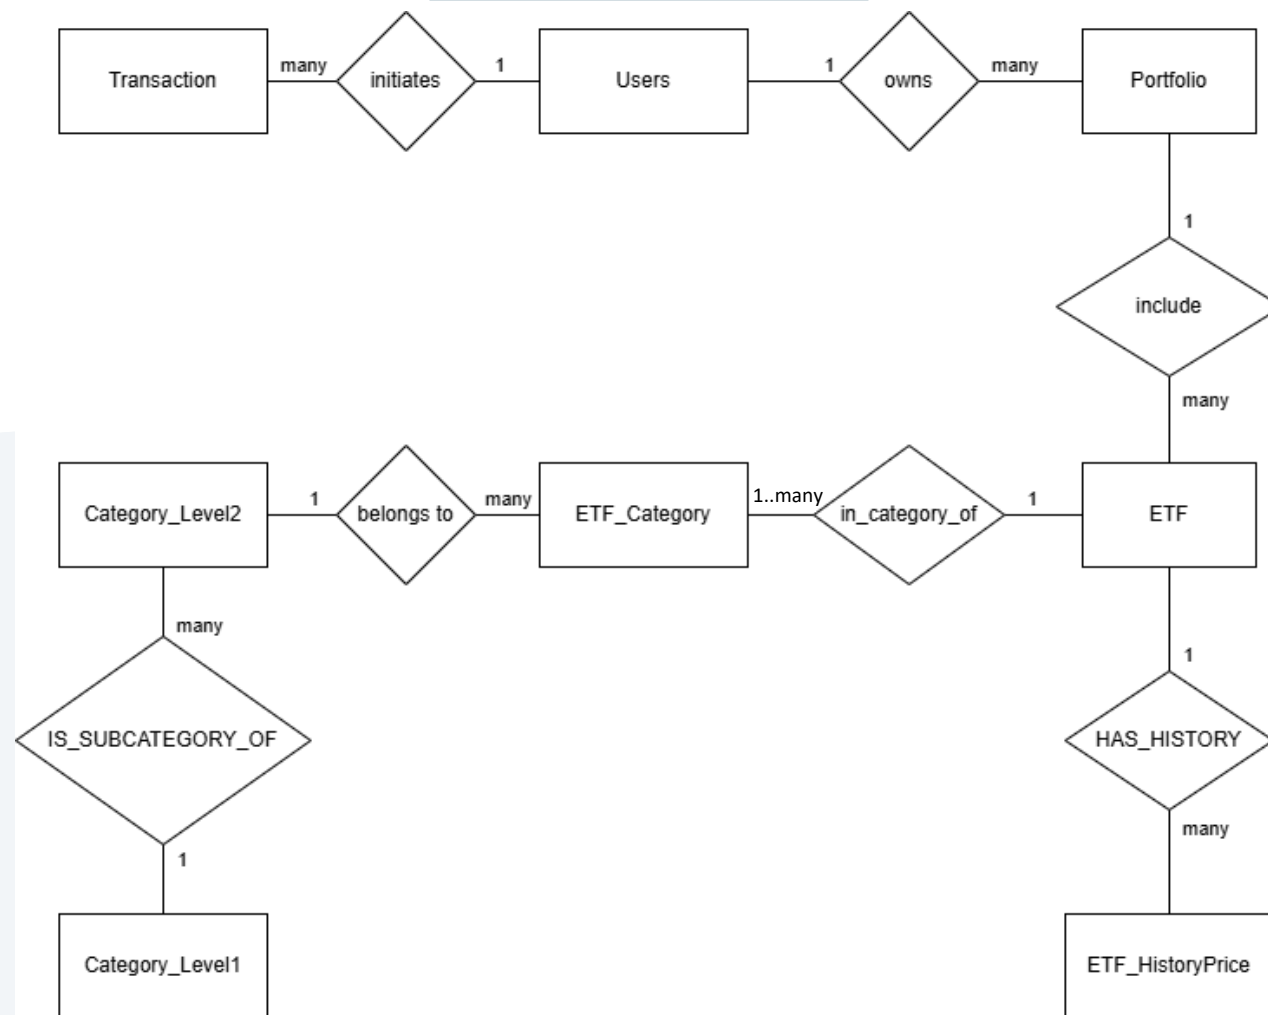 Transaction many initiates 1 Users 1 owns many Portfolio
1
include
many
Category_Level2 1 belongs to many ETF_Category 1..many in_category_of 1 ETF
many
1
IS_SUBCATEGORY_OF
HAS_HISTORY
many
1
Category_Level1
ETF_HistoryPrice